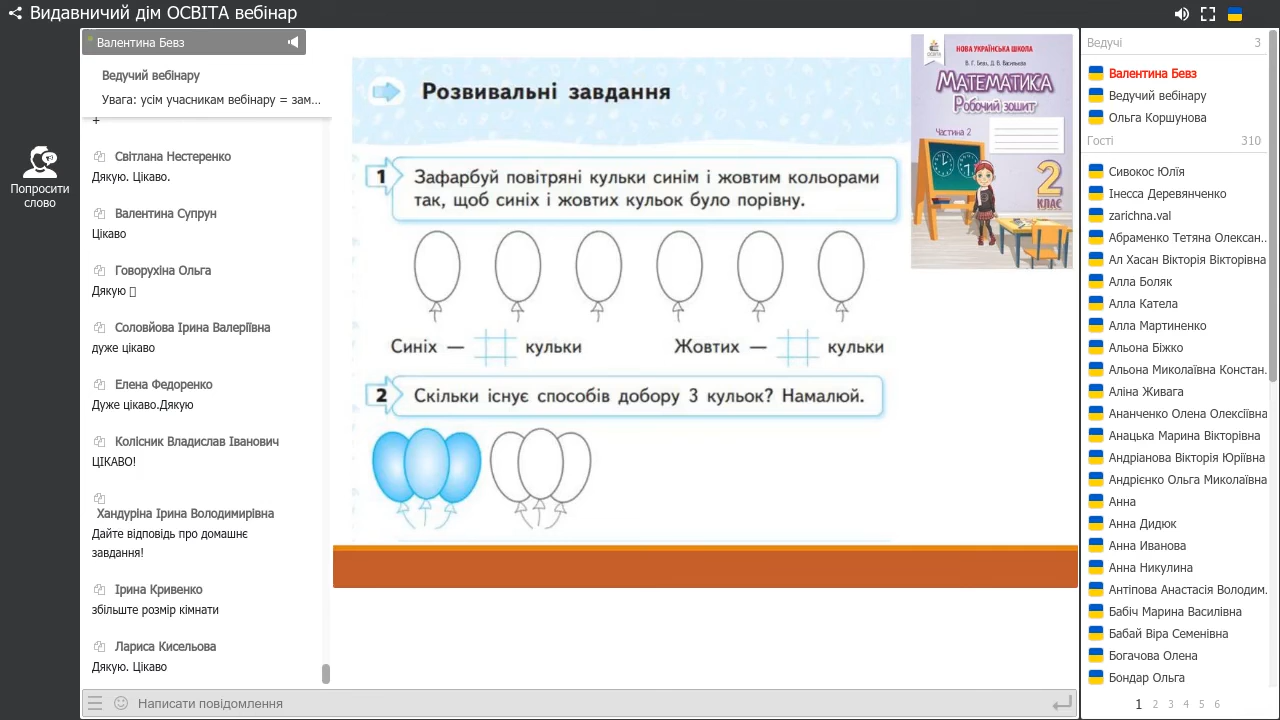 Видавничий дім ОСВІТА вебінар
Валентина Бевз
Ведучий вебінару
Увага: усім учасникам вебінару = зам...
+
Світлана Нестеренко
Дякую. Цікаво.
Валентина Супрун
Цікаво
Говорухіна Ольга
Дякую
Соловйова Ірина Валеріївна
дуже цікаво
Елена Федоренко
Дуже цікаво.Дякую
Колісник Владислав Іванович
ЦІКАВО!
Хандуріна Ірина Володимирівна
Дайте відповідь про домашнє
завдання!
Ірина Кривенко
збільште розмір кімнати
Лариса Кисельова
Дякую. Цікаво
Написати повідомлення
Попросити
слово
Розвивальні завдання
1 Зафарбуй повітряні кульки синім і жовтим кольорами
так, щоб синіх і жовтих кульок було порівну.
Синіх — кульки Жовтих — кульки
2 Скільки існує способів добору 3 кульок? Намалюй.
ОСВІТА
НОВА УКРАЇНСЬКА ШКОЛА
В. Г. Бевз, Д. В. Васильєва
МАТЕМАТИКА
Робочий зошит
Частина 2
2
КЛАС
Ведучі 3
Валентина Бевз
Ведучий вебінару
Ольга Коршунова
Гості 310
Сивокос Юлїя
Інесса Деревянченко
zarichna.val
Абраменко Тетяна Олексан..
Ал Хасан Вікторія Вікторівна
Алла Боляк
Алла Катела
Алла Мартиненко
Альона Біжко
Альона Миколаївна Констан.
Аліна Живага
Ананченко Олена Олексіївна
Анацька Марина Вікторівна
Андріанова Вікторія Юріївна
Андрієнко Ольга Миколаївна
Анна
Анна Дидюк
Анна Иванова
Анна Никулина
Антіпова Анастасія Володим.
Бабіч Марина Василівна
Бабай Віра Семенівна
Богачова Олена
Бондар Ольга
1 2 3 4 5 6